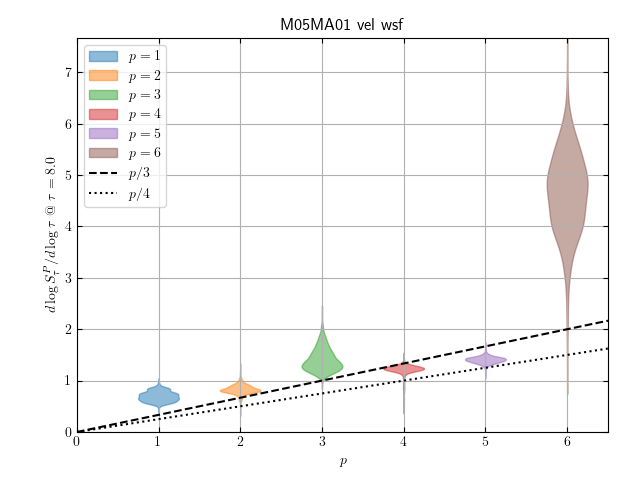 M05MA01 vel wsf
p = 1
p = 2
p = 3
p = 4
p = 5
p = 6
p/3
p/4
d log S_τ^P / d log τ @ τ = 8.0
7
6
5
4
3
2
1
0
0 1 2 3 4 5 6
p